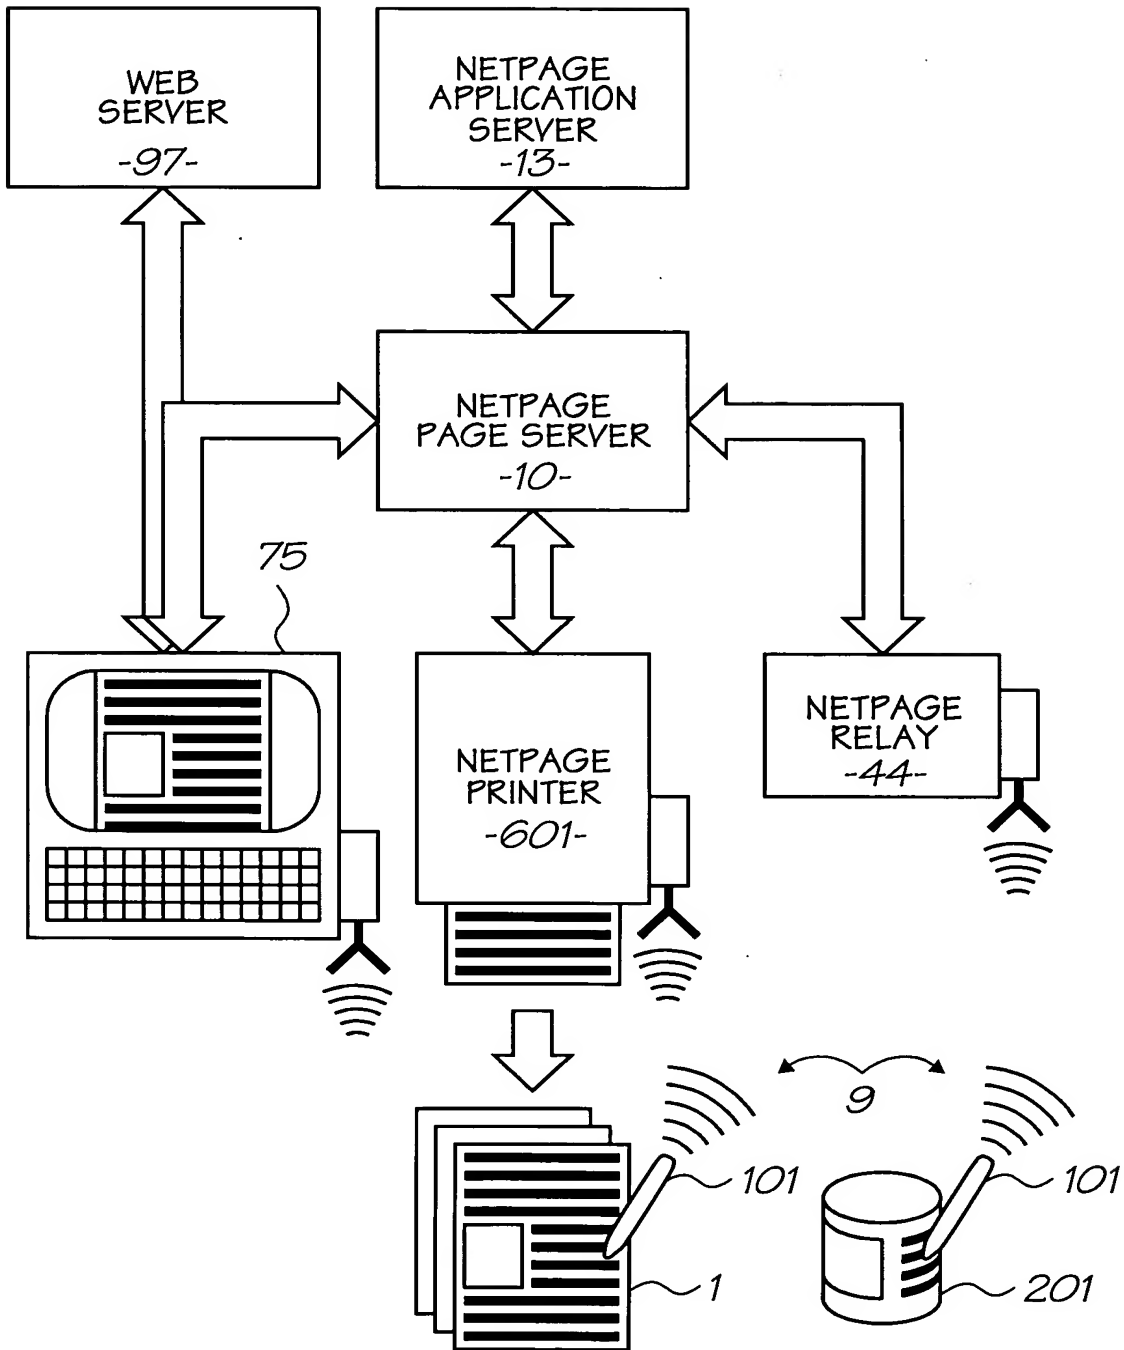 WEB
SERVER
-97-
NETPAGE
APPLICATION
SERVER
-13-
NETPAGE
PAGE SERVER
-10-
75
NETPAGE
PRINTER
-601-
NETPAGE
RELAY
-44-
9
101
101
1
201